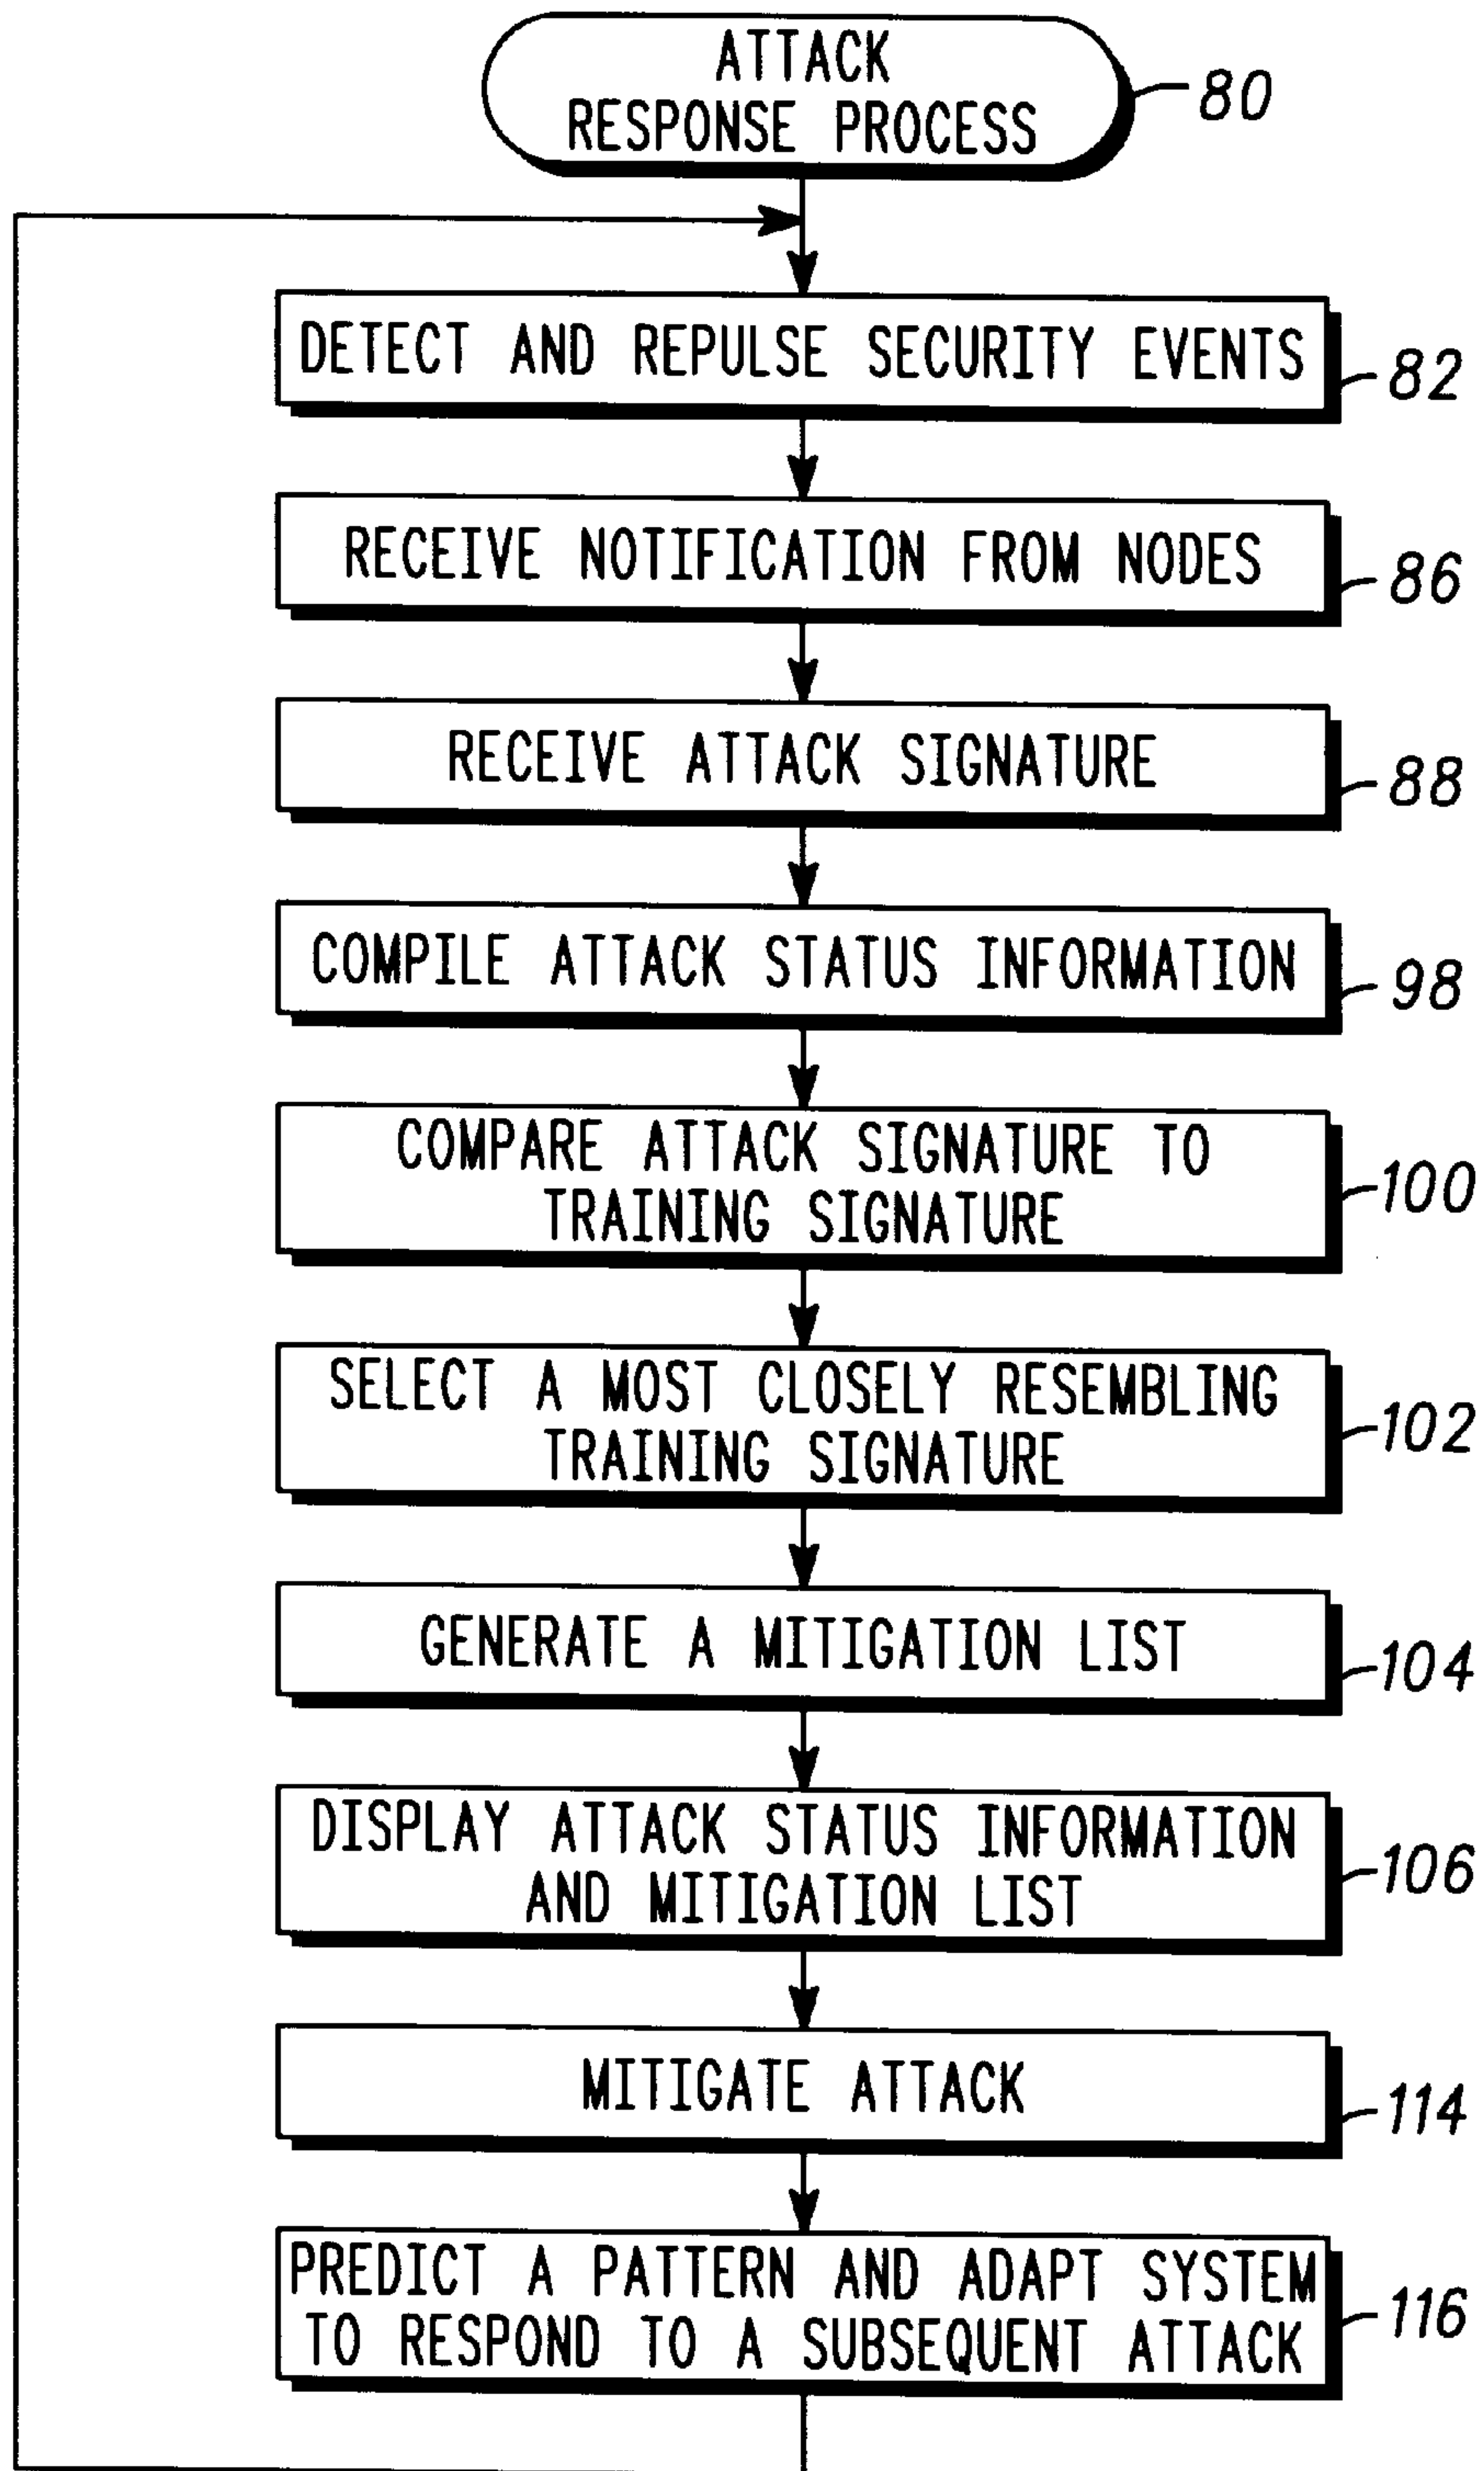 ATTACK
RESPONSE PROCESS
80
DETECT AND REPULSE SECURITY EVENTS
82
RECEIVE NOTIFICATION FROM NODES
86
RECEIVE ATTACK SIGNATURE
88
COMPILE ATTACK STATUS INFORMATION
98
COMPARE ATTACK SIGNATURE TO
TRAINING SIGNATURE
100
SELECT A MOST CLOSELY RESEMBLING
TRAINING SIGNATURE
102
GENERATE A MITIGATION LIST
104
DISPLAY ATTACK STATUS INFORMATION
AND MITIGATION LIST
106
MITIGATE ATTACK
114
PREDICT A PATTERN AND ADAPT SYSTEM
TO RESPOND TO A SUBSEQUENT ATTACK
116